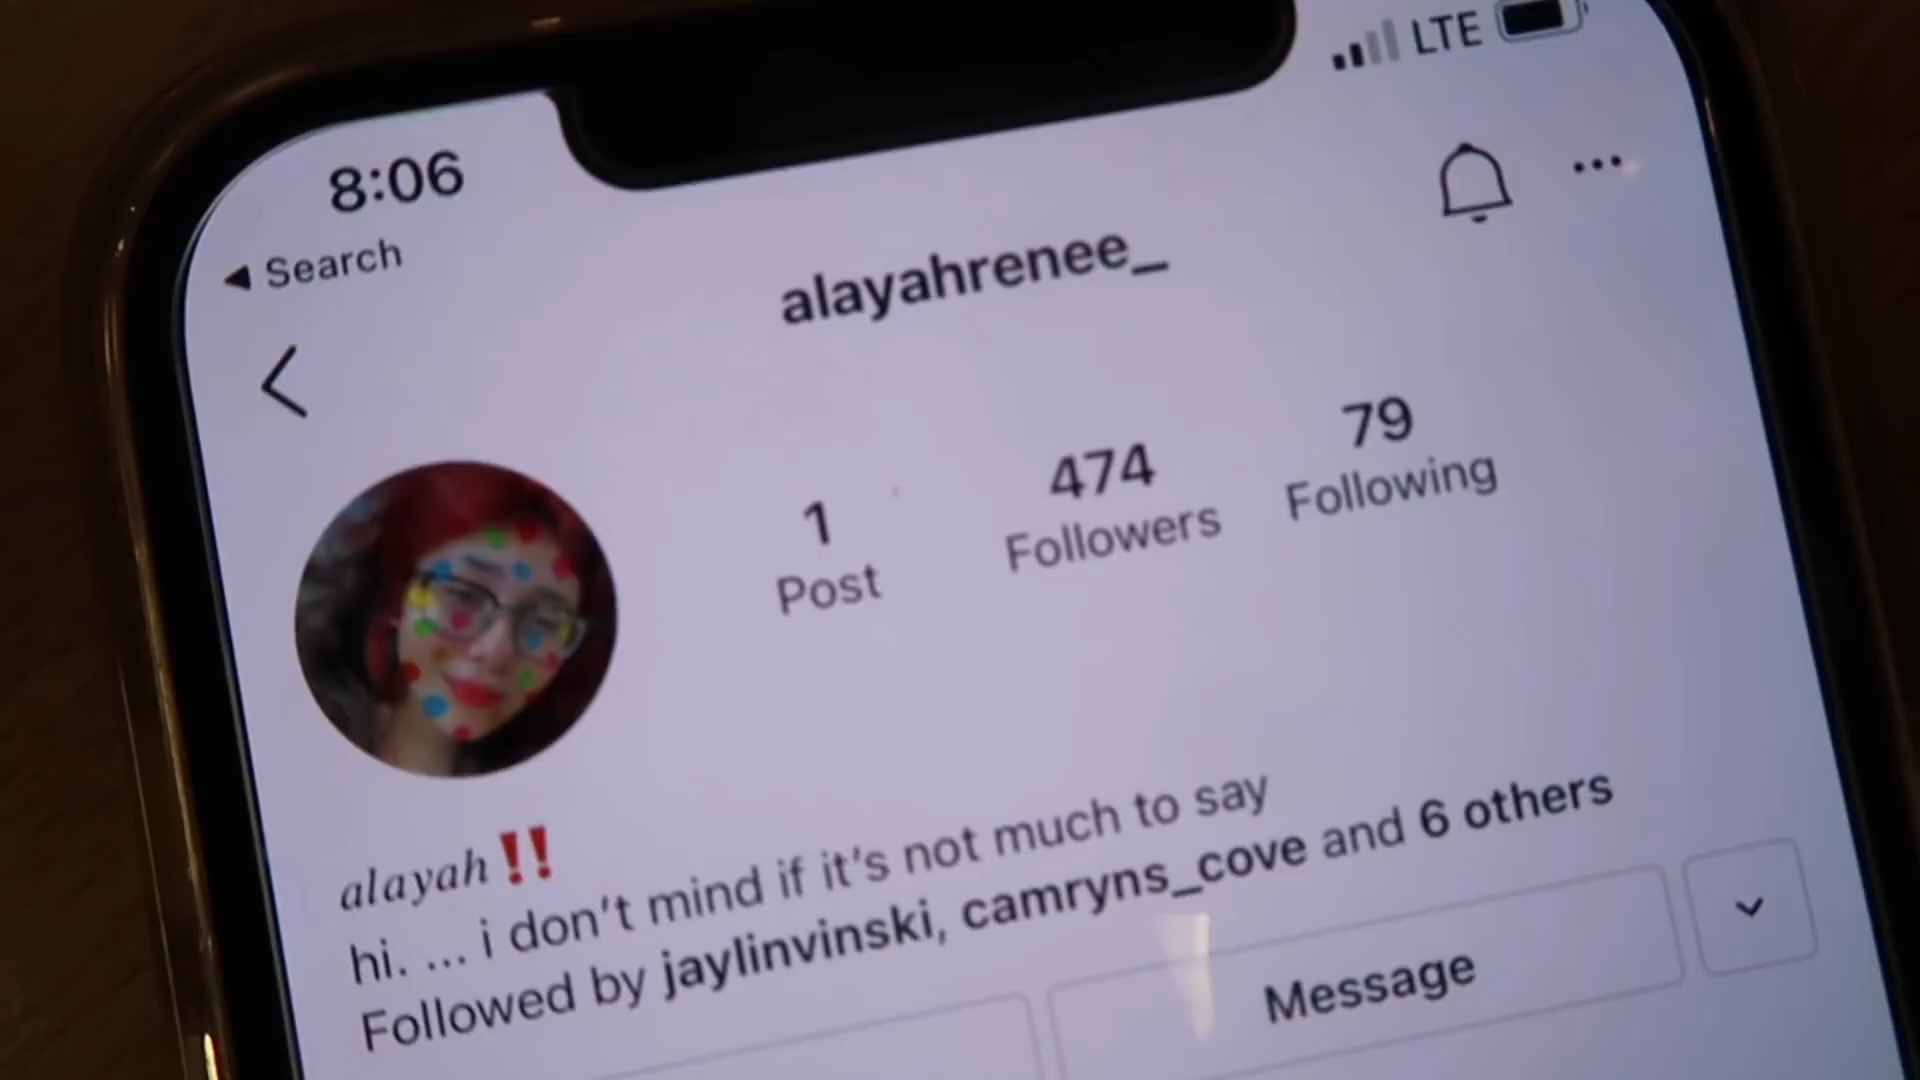 8:06
LTE
◀ Search
alayahrenee_
1
Post
474
Followers
79
Following
alayah‼️
hi. ... i don't mind if it's not much to say
Followed by jaylinvinski, camryns_cove and 6 others
Message